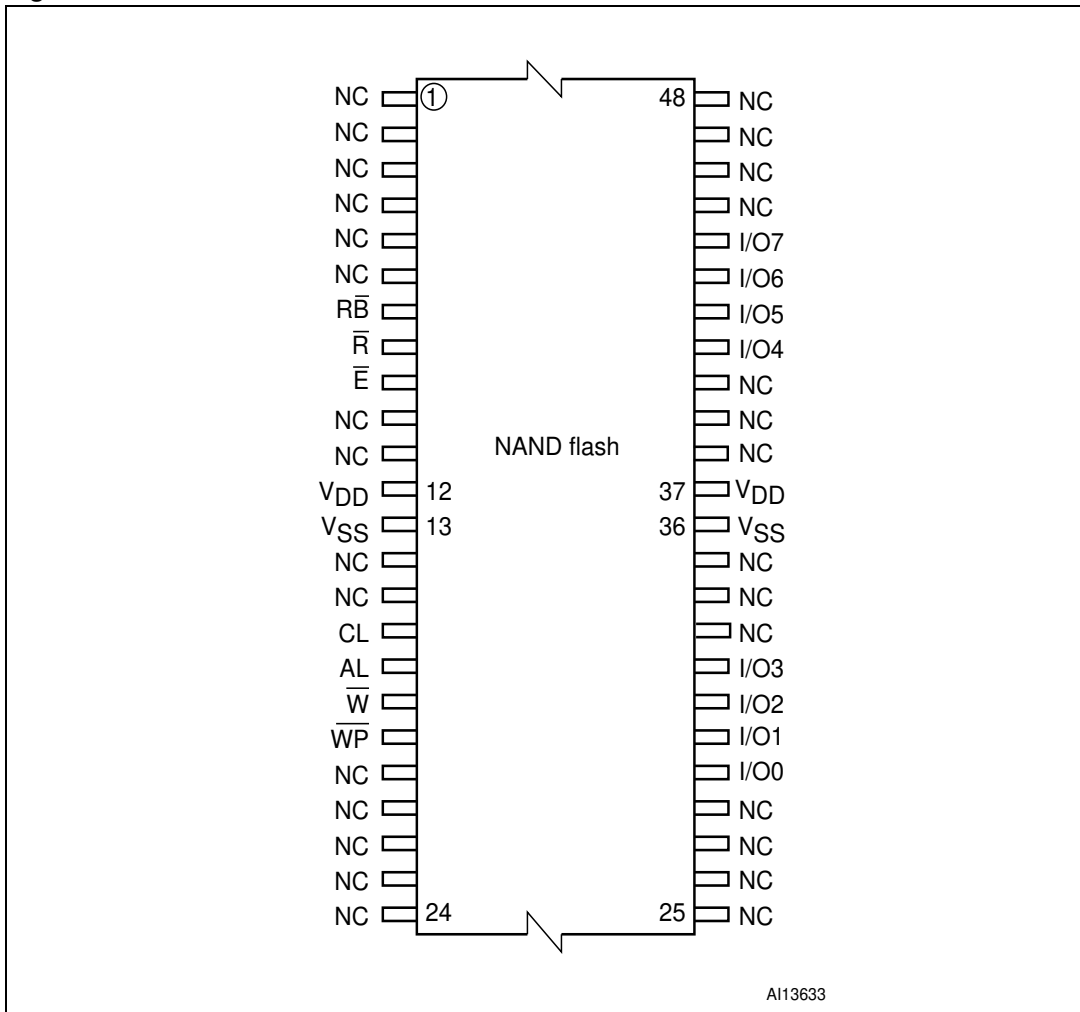 NC ① 48 NC
NC NC
NC NC
NC NC
NC I/O7
NC I/O6
RB̅ I/O5
R̅ I/O4
E̅ NC
NC NC
NC NAND flash NC
VDD 12 37 VDD
VSS 13 36 VSS
NC NC
NC NC
CL NC
AL I/O3
W̅ I/O2
W̅P̅ I/O1
NC I/O0
NC NC
NC NC
NC NC
NC 24 25 NC
AI13633